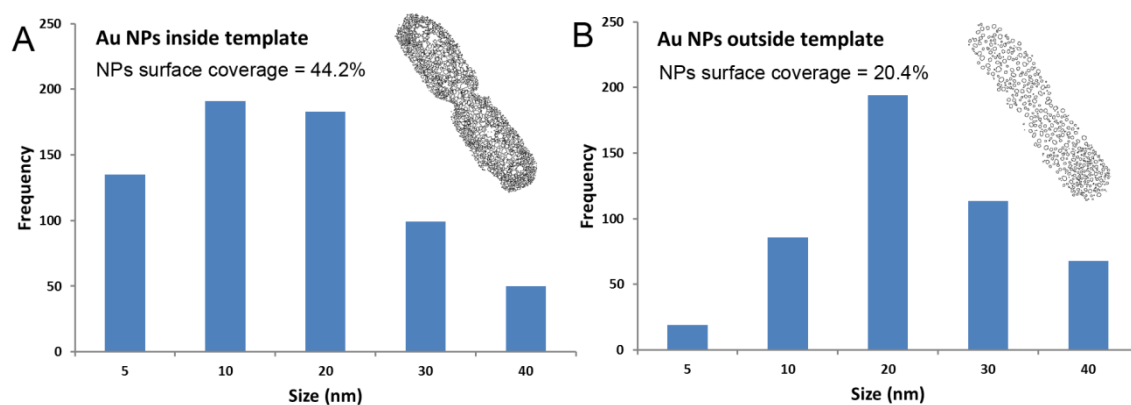 A
Au NPs inside template
NPs surface coverage = 44.2%
250
200
150
100
50
0
Frequency
5 10 20 30 40
Size (nm)
B
Au NPs outside template
NPs surface coverage = 20.4%
250
200
150
100
50
0
Frequency
5 10 20 30 40
Size (nm)